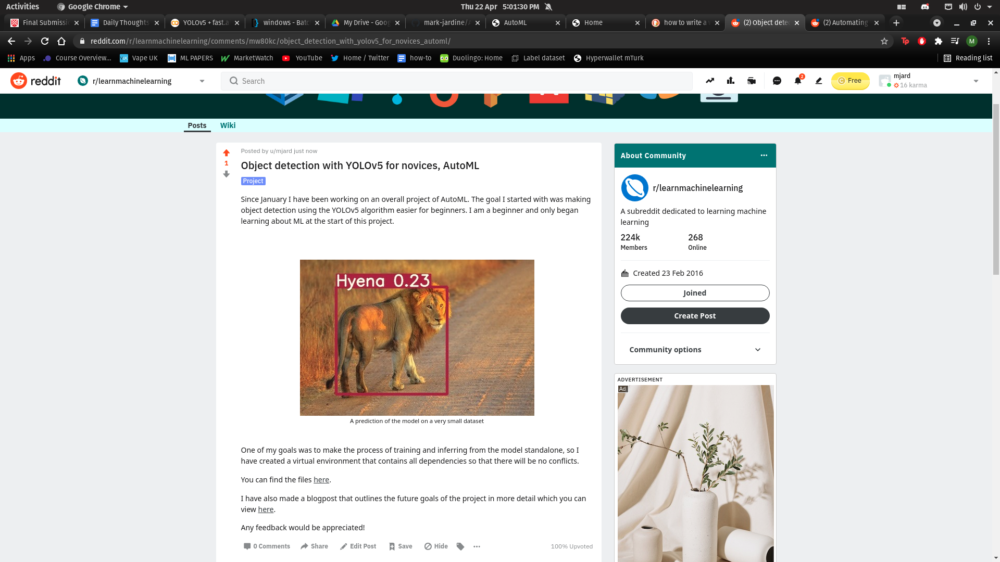 Activities
Google Chrome
Thu 22 Apr 5:01:30 PM
Final Submissi
Daily Thoughts
YOLOv5 + fast.a
windows - Batc
My Drive - Goog
mark-jardine/A
AutoML
Home
how to write a v
(2) Object detec
(2) Automating
reddit.com/r/learnmachinelearning/comments/mw80kc/object_detection_with_yolov5_for_novices_automl/
Tp
M
Apps
Course Overview...
VUK
Vape UK
ML PAPERS
MarketWatch
YouTube
Home / Twitter
how-to
Duolingo: Home
Label dataset
Hyperwallet mTurk
Reading list
reddit
r/learnmachinelearning
Search
2
C
Free
mjard
16 karma
Posts
Wiki
Posted by u/mjard just now
1
Object detection with YOLOv5 for novices, AutoML
Project
Since January I have been working on an overall project of AutoML. The goal I started with was making
object detection using the YOLOv5 algorithm easier for beginners. I am a beginner and only began
learning about ML at the start of this project.
Hyena 0.23
A prediction of the model on a very small dataset
One of my goals was to make the process of training and inferring from the model standalone, so I
have created a virtual environment that contains all dependencies so that there will be no conflicts.
You can find the files here.
I have also made a blogpost that outlines the future goals of the project in more detail which you can
view here.
Any feedback would be appreciated!
0 Comments
Share
Edit Post
Save
Hide
100% Upvoted
About Community
r/learnmachinelearning
A subreddit dedicated to learning machine
learning
224k
268
Members
Online
Created 23 Feb 2016
Joined
Create Post
Community options
ADVERTISEMENT
Ad